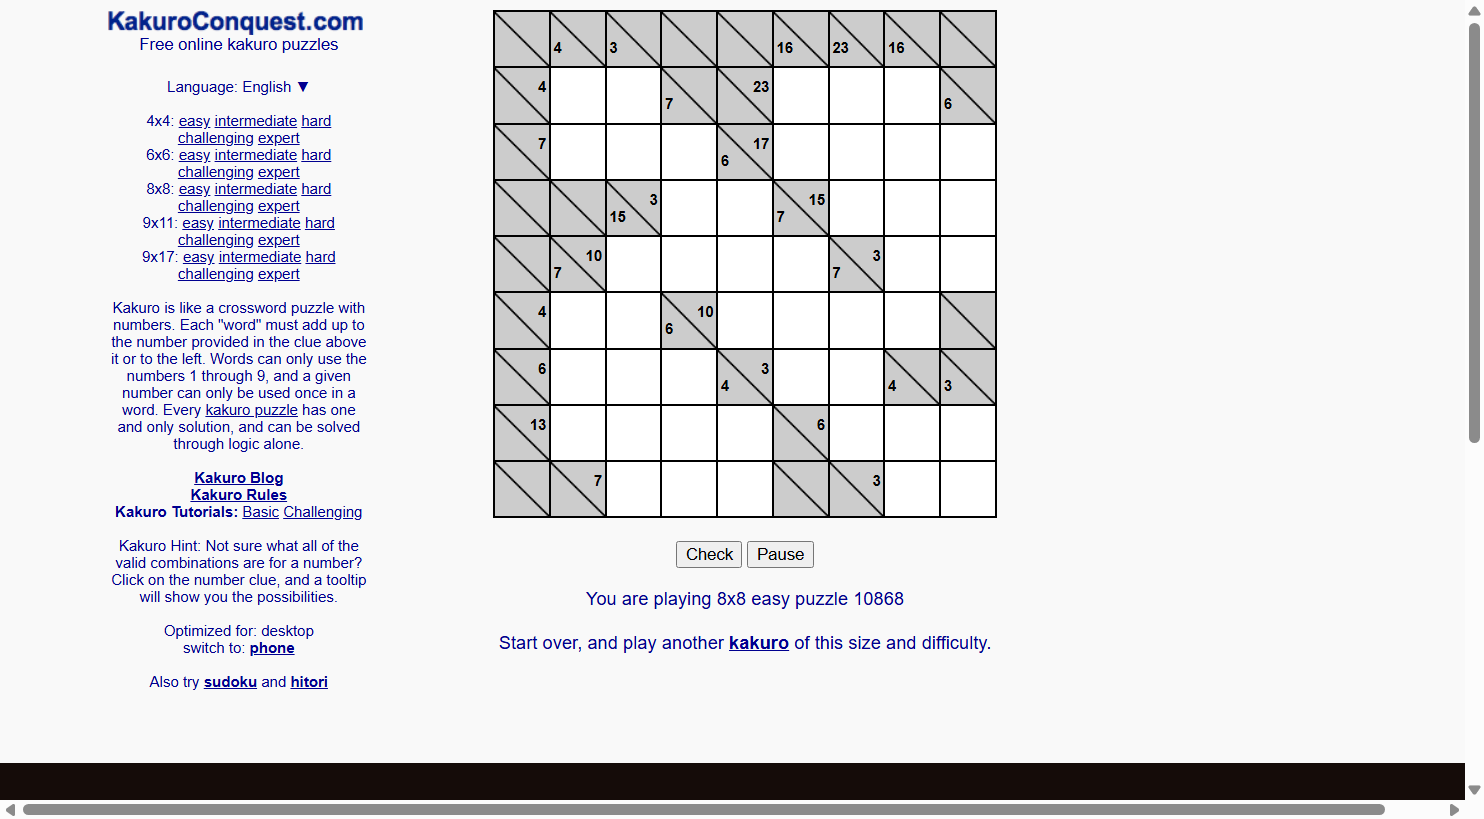 KakuroConquest.com
Free online kakuro puzzles
Language: English ▼
4x4: easy intermediate hard
challenging expert
6x6: easy intermediate hard
challenging expert
8x8: easy intermediate hard
challenging expert
9x11: easy intermediate hard
challenging expert
9x17: easy intermediate hard
challenging expert
Kakuro is like a crossword puzzle with
numbers. Each "word" must add up to
the number provided in the clue above
it or to the left. Words can only use the
numbers 1 through 9, and a given
number can only be used once in a
word. Every kakuro puzzle has one
and only solution, and can be solved
through logic alone.
Kakuro Blog
Kakuro Rules
Kakuro Tutorials: Basic Challenging
Kakuro Hint: Not sure what all of the
valid combinations are for a number?
Click on the number clue, and a tooltip
will show you the possibilities.
Optimized for: desktop
switch to: phone
Also try sudoku and hitori
4 3 16 23 16
4 7 23 6
7 6 17
15 3 7 15
7 10 7 3
4 6 10
6 4 3 4 3
13 6
7 3
Check Pause
You are playing 8x8 easy puzzle 10868
Start over, and play another kakuro of this size and difficulty.